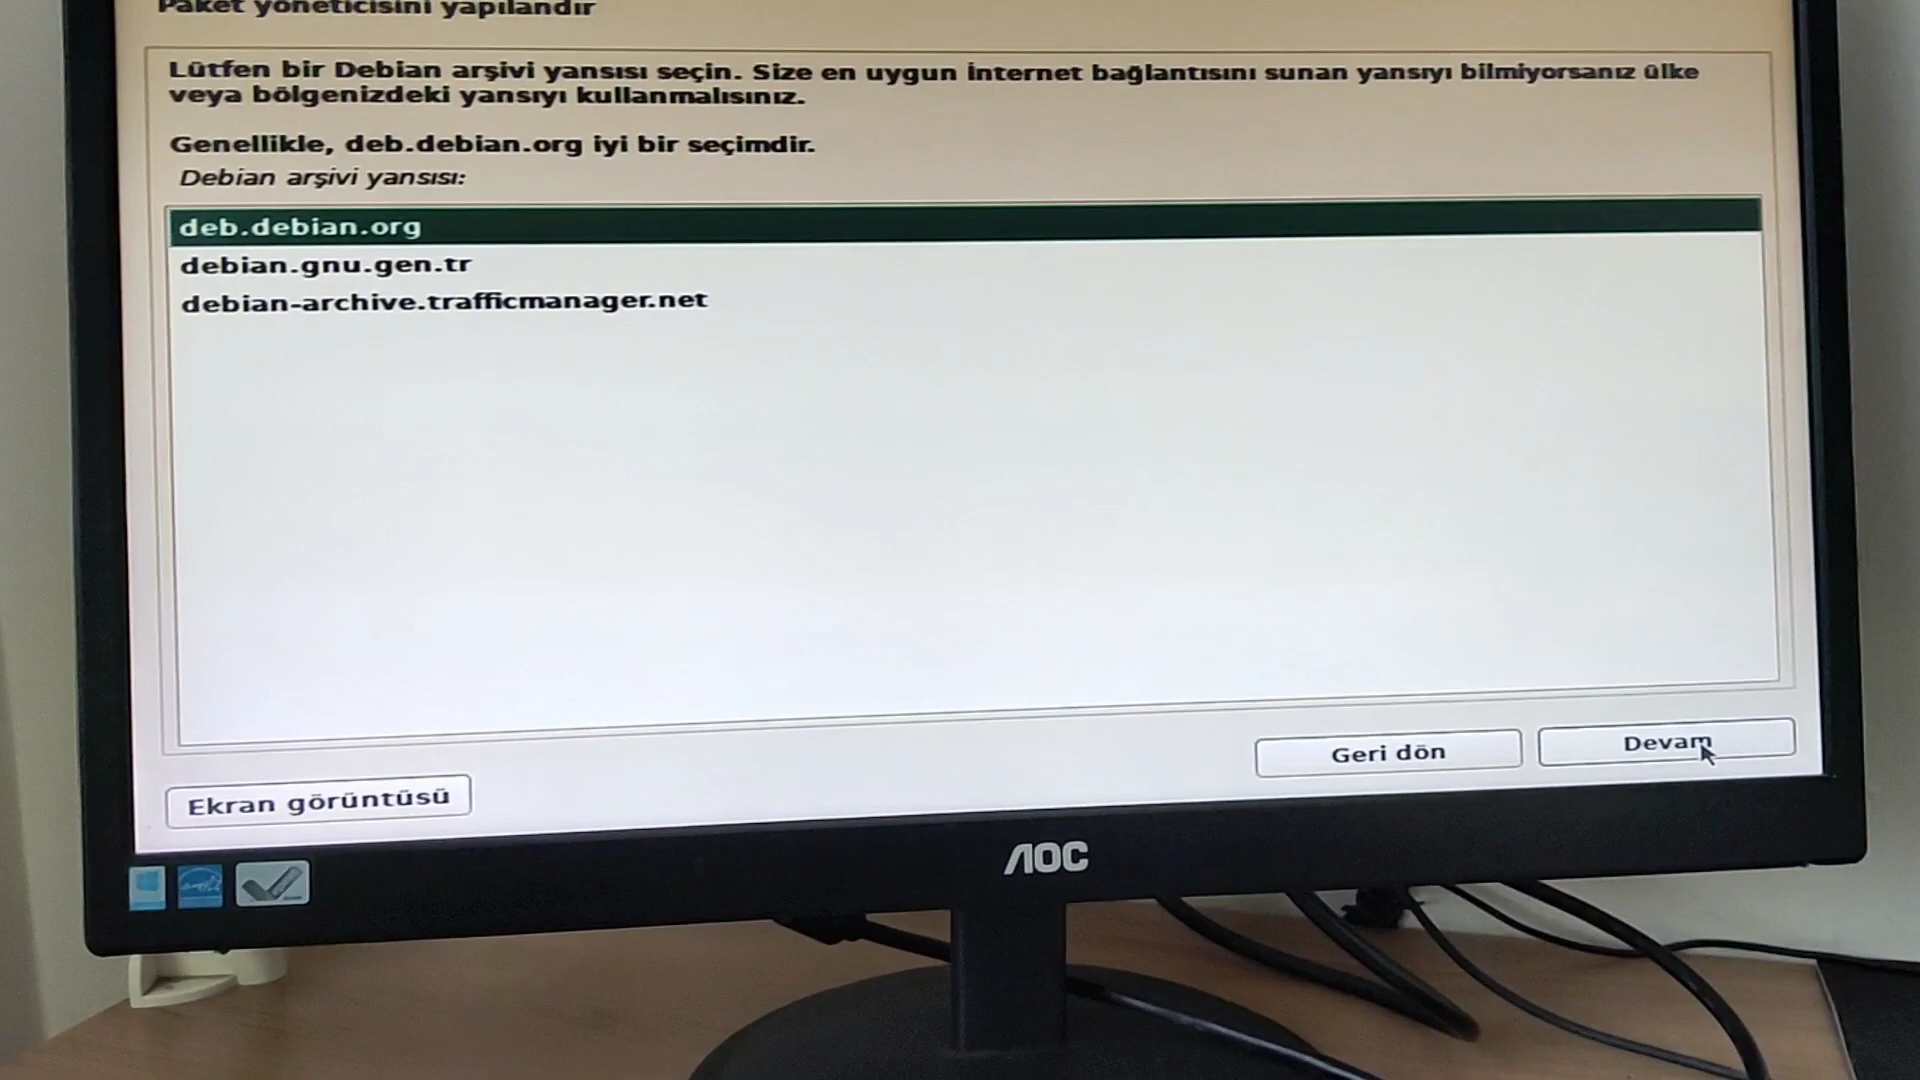 Paket yöneticisini yapılandır
Lütfen bir Debian arşivi yansısı seçin. Size en uygun İnternet bağlantısını sunan yansıyı bilmiyorsanız ülke
veya bölgenizdeki yansıyı kullanmalısınız.
Genellikle, deb.debian.org iyi bir seçimdir.
Debian arşivi yansısı:
deb.debian.org
debian.gnu.gen.tr
debian-archive.trafficmanager.net
Geri dön
Devam
Ekran görüntüsü
AOC